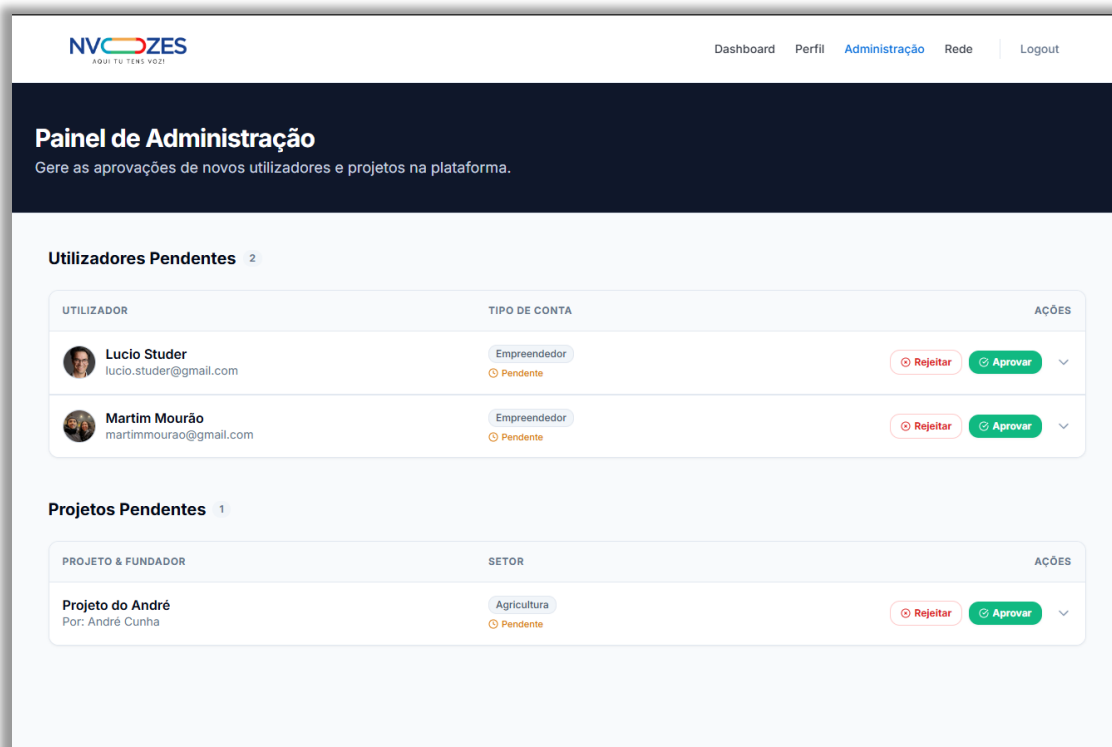 NVOZES
AQUI TU TENS VOZ!
Dashboard Perfil Administração Rede Logout
Painel de Administração
Gere as aprovações de novos utilizadores e projetos na plataforma.
Utilizadores Pendentes 2
UTILIZADOR TIPO DE CONTA AÇÕES
Lucio Studer Empreendedor
lucio.studer@gmail.com Pendente Rejeitar Aprovar
Martim Mourão Empreendedor
martimmourao@gmail.com Pendente Rejeitar Aprovar
Projetos Pendentes 1
PROJETO & FUNDADOR SETOR AÇÕES
Projeto do André Agricultura
Por: André Cunha Pendente Rejeitar Aprovar